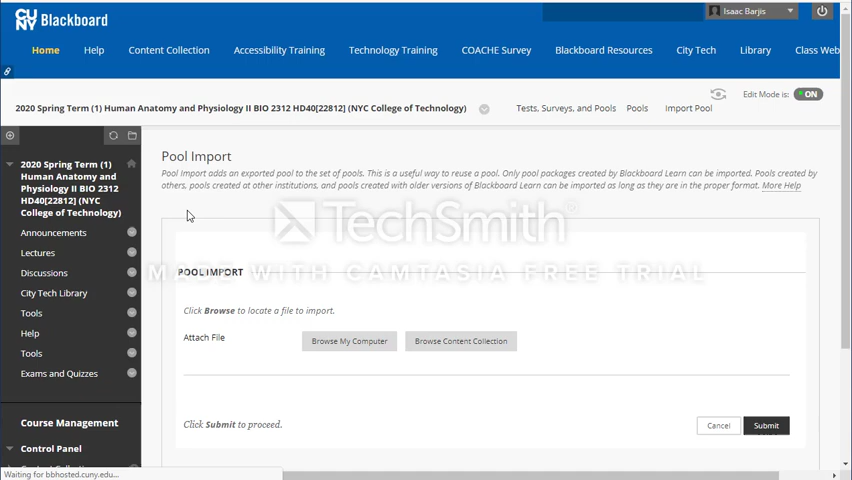 CU
NY Blackboard
Isaac Barjis
Home Help Content Collection Accessibility Training Technology Training COACHE Survey Blackboard Resources City Tech Library Class Web
2020 Spring Term (1) Human Anatomy and Physiology II BIO 2312 HD40[22812] (NYC College of Technology)
Tests, Surveys, and Pools Pools Import Pool
Edit Mode is: ON
2020 Spring Term (1)
Human Anatomy and
Physiology II BIO 2312
HD40[22812] (NYC
College of Technology)
Announcements
Lectures
Discussions
City Tech Library
Tools
Help
Tools
Exams and Quizzes
Course Management
Control Panel
Pool Import
Pool Import adds an exported pool to the set of pools. This is a useful way to reuse a pool. Only pool packages created by Blackboard Learn can be imported. Pools created by
others, pools created at other institutions, and pools created with older versions of Blackboard Learn can be imported as long as they are in the proper format. More Help
TechSmith®
MADE WITH CAMTASIA FREE TRIAL
POOL IMPORT
Click Browse to locate a file to import.
Attach File Browse My Computer Browse Content Collection
Click Submit to proceed.
Cancel Submit
Waiting for bbhosted.cuny.edu...